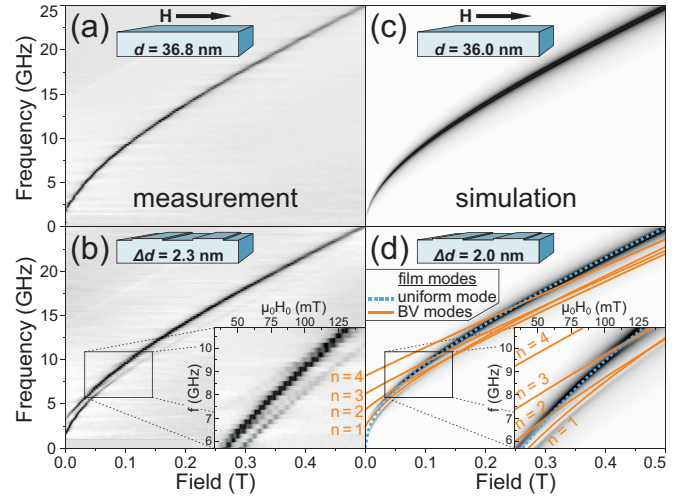 (a)
H
d = 36.8 nm
measurement
Frequency (GHz)
25
20
15
10
5
0
(c)
H
d = 36.0 nm
simulation
(b)
Δd = 2.3 nm
Frequency (GHz)
20
15
10
5
0
μ₀H₀ (mT)
50 75 100 125
f (GHz)
10
9
8
7
6
0.0 0.1 0.2 0.3 0.4
Field (T)
(d)
Δd = 2.0 nm
film modes
uniform mode
BV modes
n = 4
n = 3
n = 2
n = 1
μ₀H₀ (mT)
50 75 100 125
f (GHz)
10
9
8
7
6
n = 4
n = 3
n = 2
n = 1
0.0 0.1 0.2 0.3 0.4 0.5
Field (T)